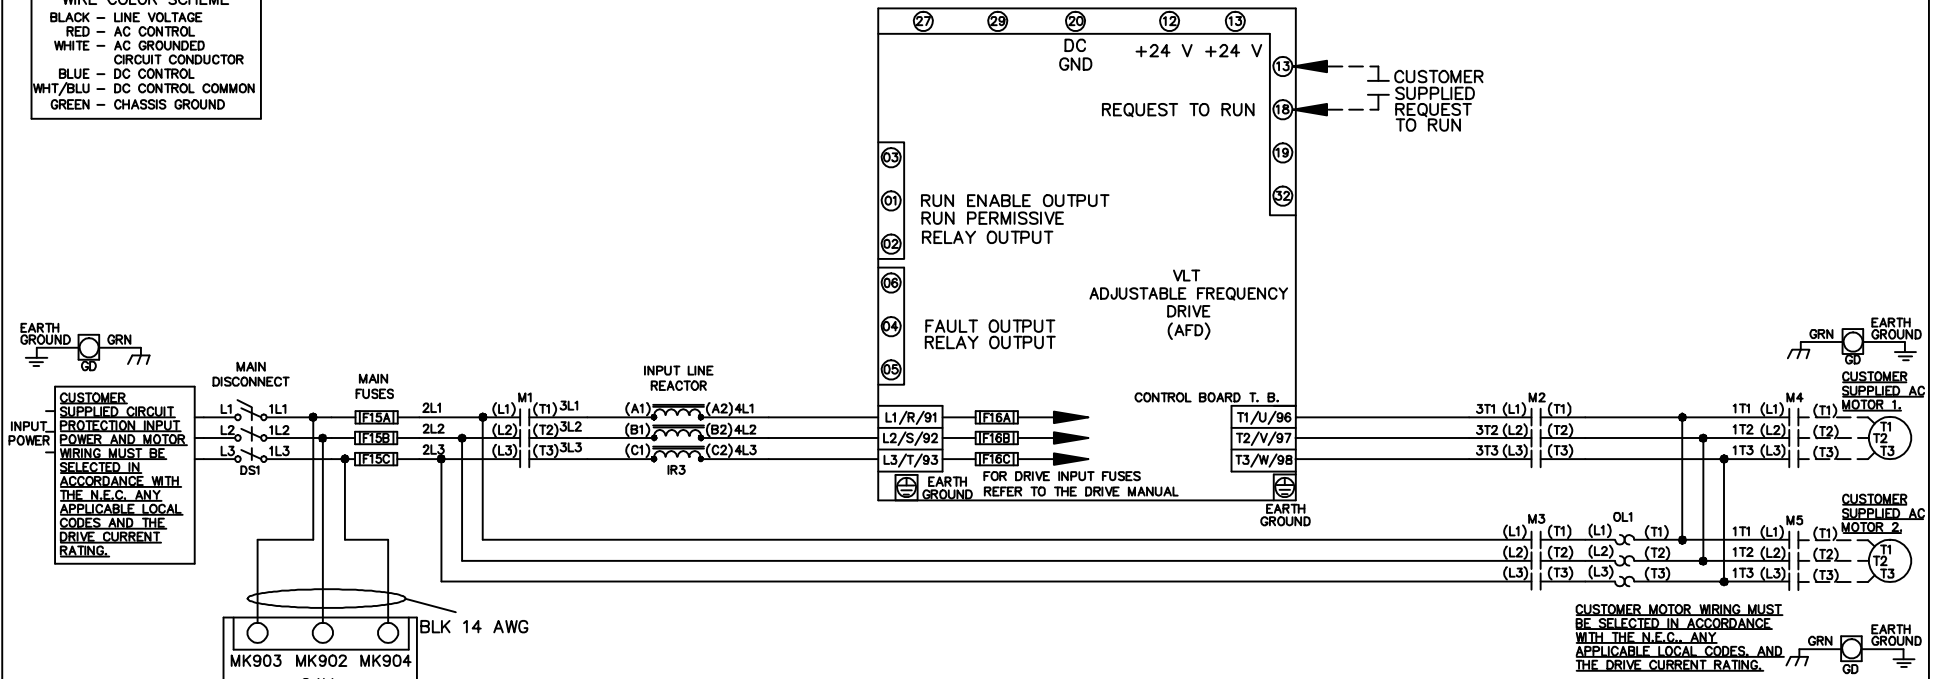 WIRE COLOR SCHEME
BLACK – LINE VOLTAGE
RED – AC CONTROL
WHITE – AC GROUNDED
CIRCUIT CONDUCTOR
BLUE – DC CONTROL
WHT/BLU – DC CONTROL COMMON
GREEN – CHASSIS GROUND
27 29 20 12 13
DC
GND
+24 V +24 V
13
REQUEST TO RUN
18
19
32
CUSTOMER
SUPPLIED
REQUEST
TO RUN
03
01
02
RUN ENABLE OUTPUT
RUN PERMISSIVE
RELAY OUTPUT
06
04
05
FAULT OUTPUT
RELAY OUTPUT
VLT
ADJUSTABLE FREQUENCY
DRIVE
(AFD)
EARTH
GROUND
GRN
GD
INPUT
POWER
CUSTOMER
SUPPLIED CIRCUIT
PROTECTION INPUT
POWER AND MOTOR
WIRING MUST BE
SELECTED IN
ACCORDANCE WITH
THE N.E.C. ANY
APPLICABLE LOCAL
CODES AND THE
DRIVE CURRENT
RATING.
MAIN
DISCONNECT
L1 1L1
L2 1L2
L3 1L3
DS1
MAIN
FUSES
F15A
F15B
F15C
2L1
2L2
2L3
M1
(L1) (T1) 3L1
(L2) (T2) 3L2
(L3) (T3) 3L3
INPUT LINE
REACTOR
(A1) (A2) 4L1
(B1) (B2) 4L2
(C1) (C2) 4L3
IR3
L1/R/91
L2/S/92
L3/T/93
F16A
F16B
F16C
EARTH
GROUND
FOR DRIVE INPUT FUSES
REFER TO THE DRIVE MANUAL
CONTROL BOARD T. B.
T1/U/96
T2/V/97
T3/W/98
EARTH
GROUND
M2
3T1 (L1) (T1)
3T2 (L2) (T2)
3T3 (L3) (T3)
M4
1T1 (L1) (T1)
1T2 (L2) (T2)
1T3 (L3) (T3)
GRN
GD
EARTH
GROUND
CUSTOMER
SUPPLIED AC
MOTOR 1.
T1
T2
T3
M3
(L1) (T1)
(L2) (T2)
(L3) (T3)
OL1
(L1) (T1)
(L2) (T2)
(L3) (T3)
M5
1T1 (L1) (T1)
1T2 (L2) (T2)
1T3 (L3) (T3)
CUSTOMER
SUPPLIED AC
MOTOR 2.
T1
T2
T3
CUSTOMER MOTOR WIRING MUST
BE SELECTED IN ACCORDANCE
WITH THE N.E.C., ANY
APPLICABLE LOCAL CODES, AND
THE DRIVE CURRENT RATING.
GRN
GD
EARTH
GROUND
BLK 14 AWG
MK903 MK902 MK904